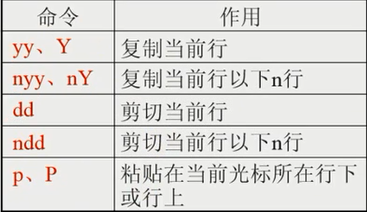 命令 作用
yy、Y 复制当前行
nyy、nY 复制当前行以下n行
dd 剪切当前行
ndd 剪切当前行以下n行
p、P 粘贴在当前光标所在行下
或行上